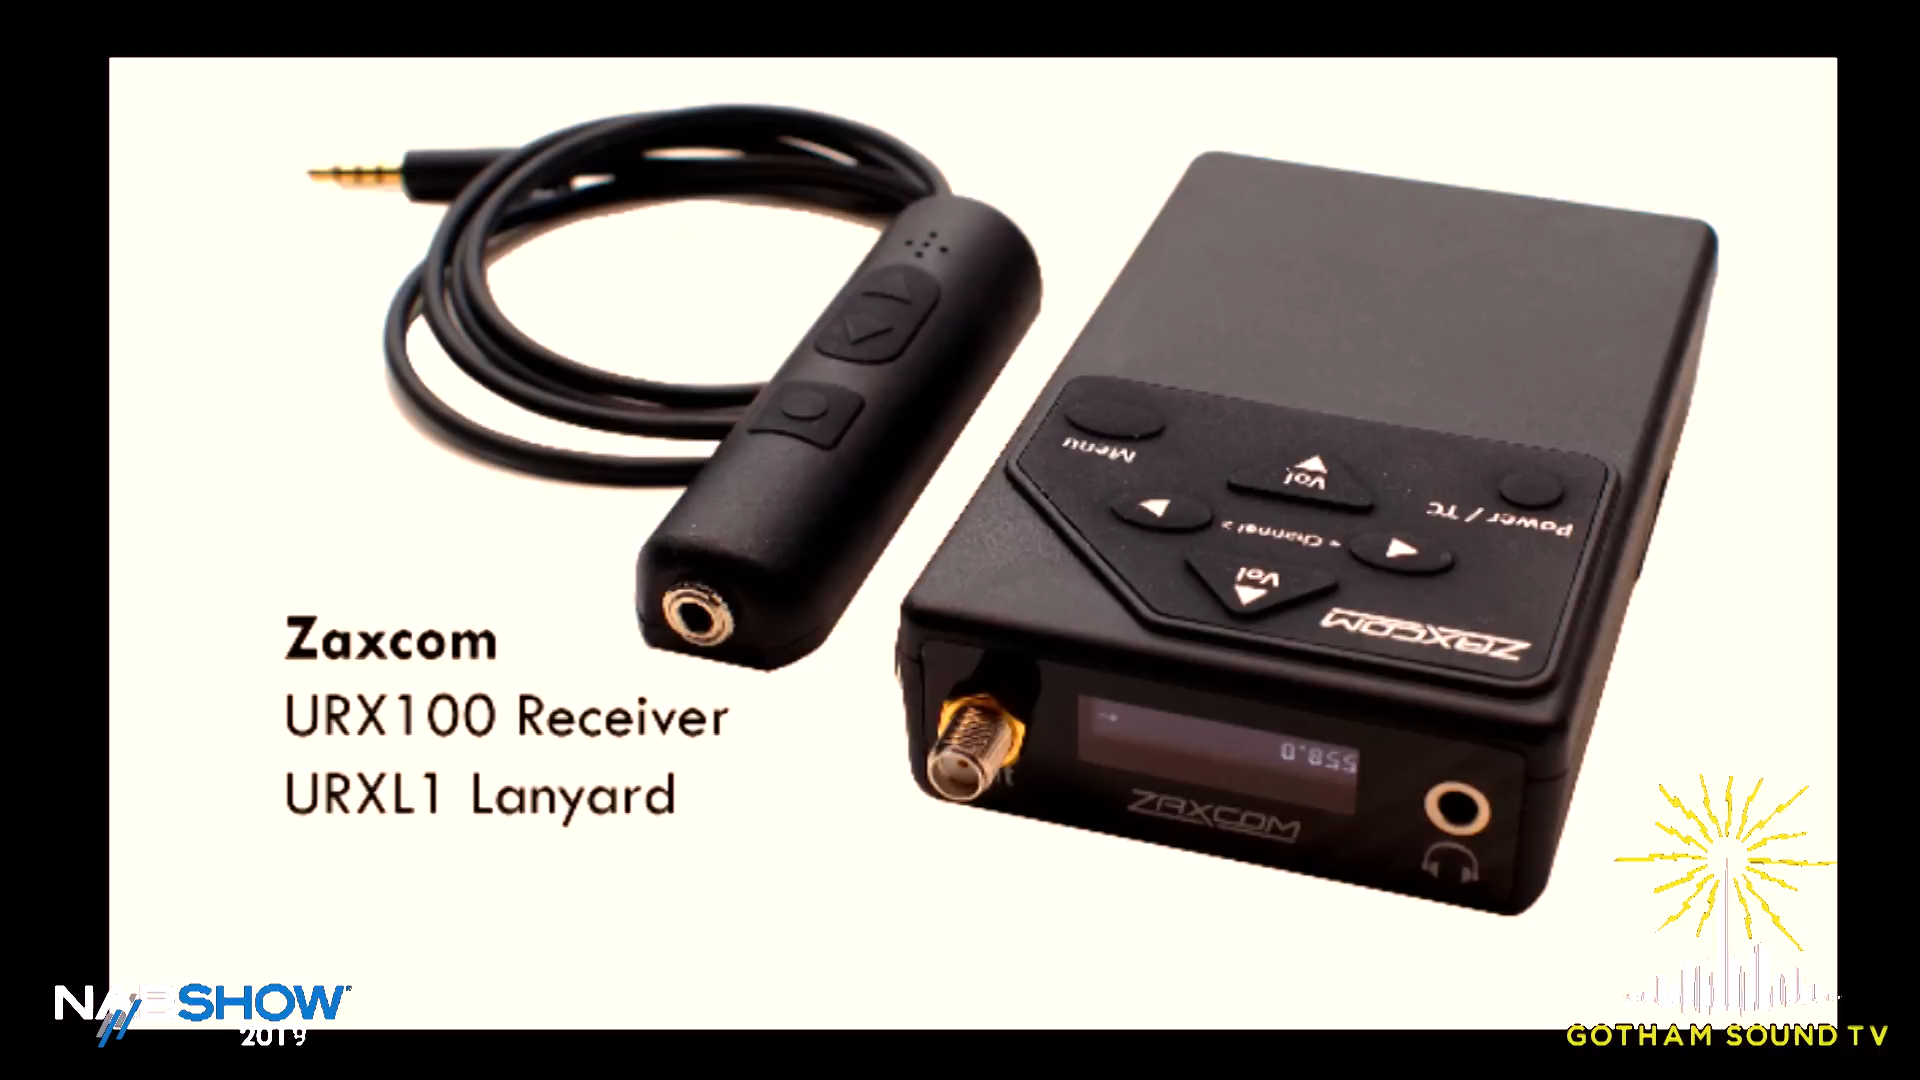 Menu
Vol
Power / TC
< Channel >
Vol
ZAXCOM
558.0
ZAXCOM
Zaxcom
URX100 Receiver
URXL1 Lanyard
NABSHOW
2019
GOTHAM SOUND TV